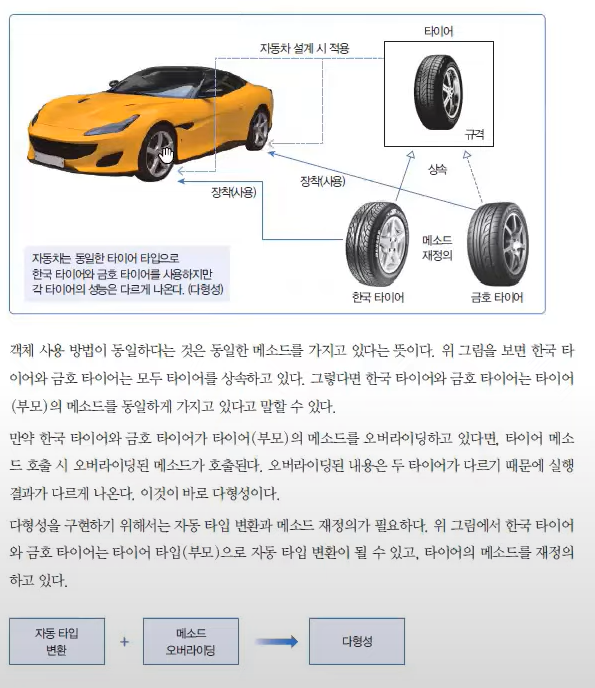 타이어
자동차 설계 시 적용
규격
상속
장착(사용)
장착(사용)
메소드
재정의
자동차는 동일한 타이어 타입으로
한국 타이어와 금호 타이어를 사용하지만
각 타이어의 성능은 다르게 나온다. (다형성)
한국 타이어
금호 타이어
객체 사용 방법이 동일하다는 것은 동일한 메소드를 가지고 있다는 뜻이다. 위 그림을 보면 한국 타
이어와 금호 타이어는 모두 타이어를 상속하고 있다. 그렇다면 한국 타이어와 금호 타이어는 타이어
(부모)의 메소드를 동일하게 가지고 있다고 말할 수 있다.
만약 한국 타이어와 금호 타이어가 타이어(부모)의 메소드를 오버라이딩하고 있다면, 타이어 메소
드 호출 시 오버라이딩된 메소드가 호출된다. 오버라이딩된 내용은 두 타이어가 다르기 때문에 실행
결과가 다르게 나온다. 이것이 바로 다형성이다.
다형성을 구현하기 위해서는 자동 타입 변환과 메소드 재정의가 필요하다. 위 그림에서 한국 타이어
와 금호 타이어는 타이어 타입(부모)으로 자동 타입 변환이 될 수 있고, 타이어의 메소드를 재정의
하고 있다.
자동 타입
변환
+
메소드
오버라이딩
다형성